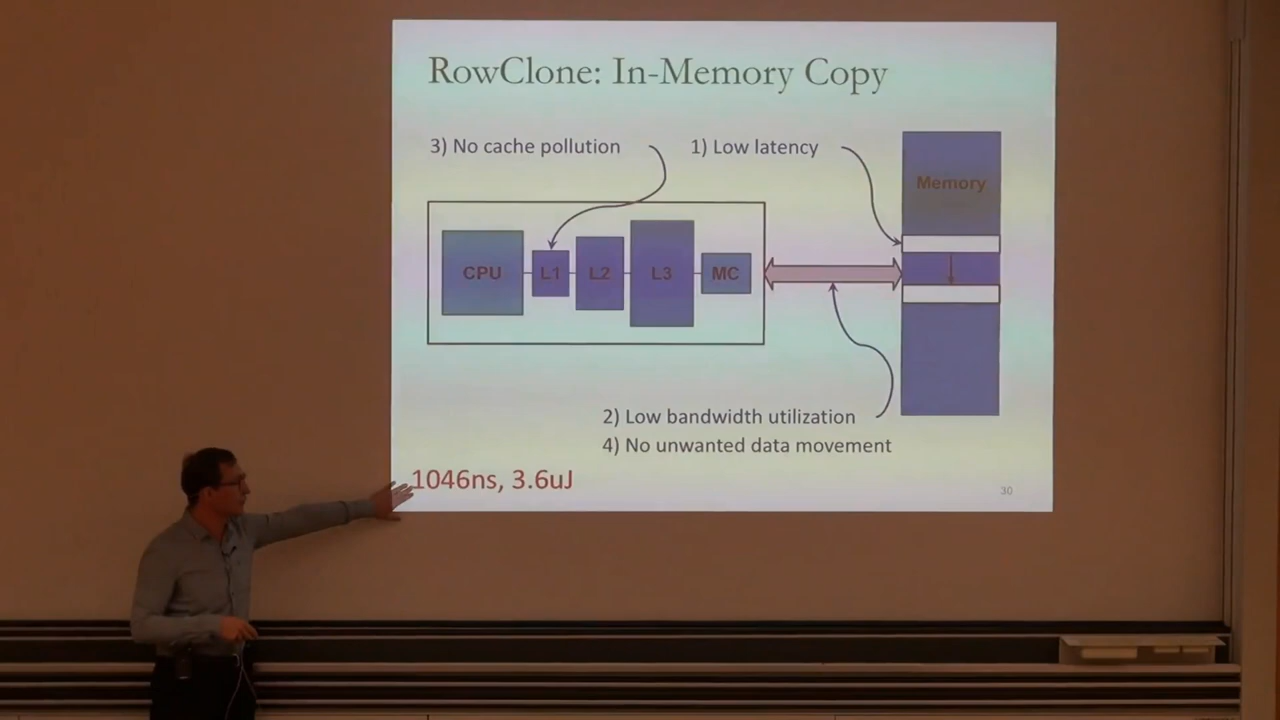 RowClone: In-Memory Copy
3) No cache pollution
1) Low latency
Memory
CPU
L1
L2
L3
MC
2) Low bandwidth utilization
4) No unwanted data movement
1046ns, 3.6uJ
30